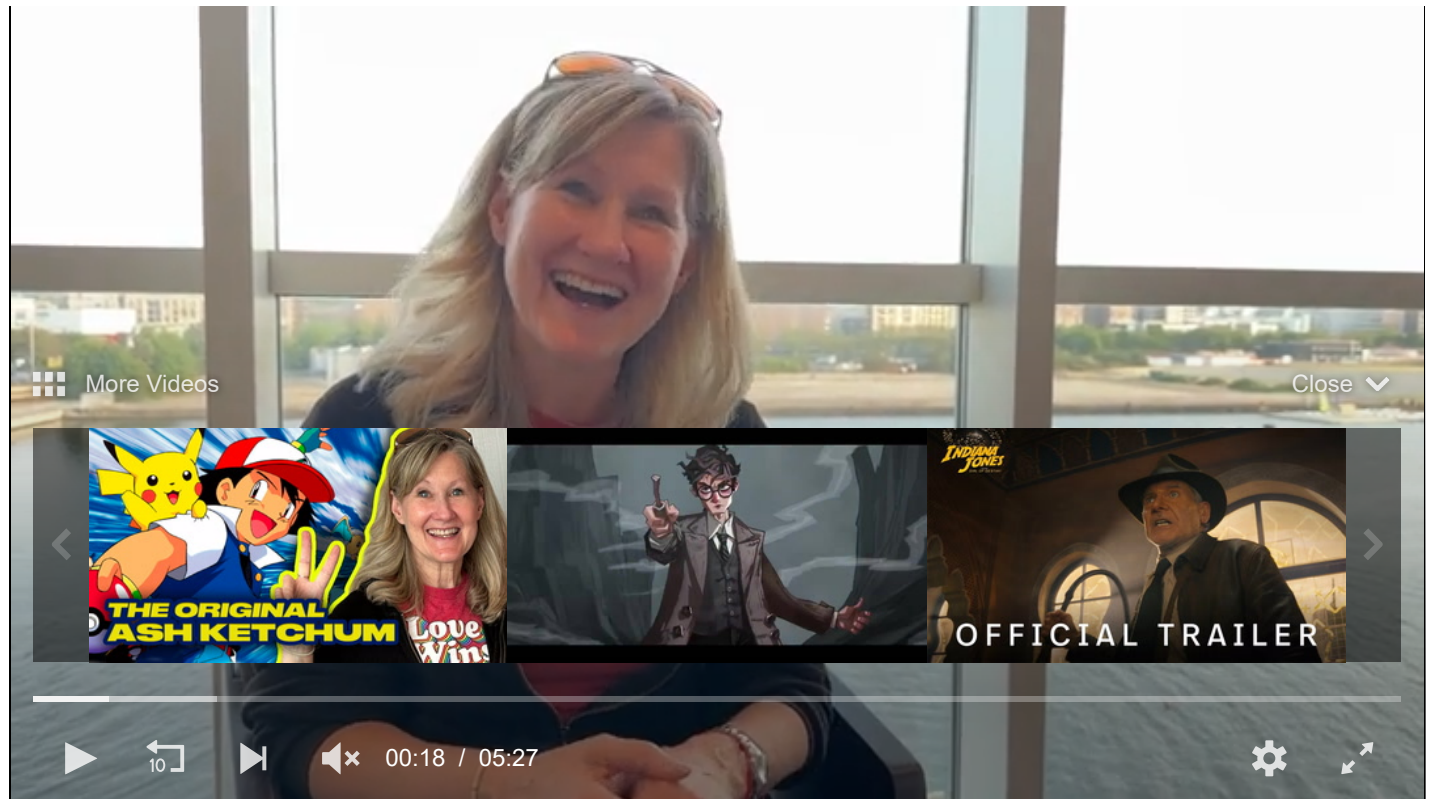 More Videos
Close
THE ORIGINAL
ASH KETCHUM
Love
Wins
INDIANA
JONES
OFFICIAL TRAILER
10
00:18 / 05:27